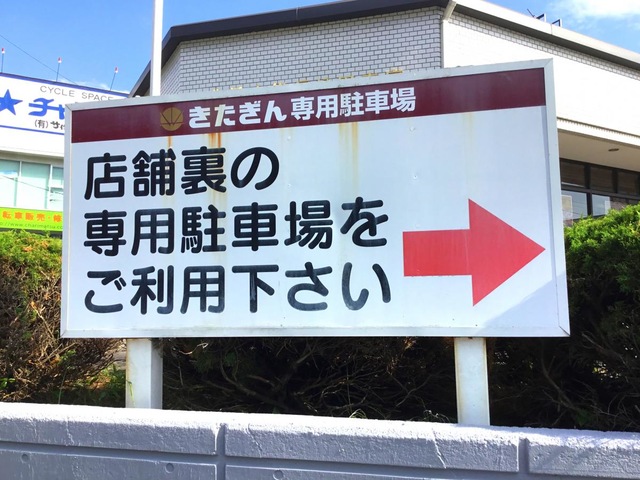 CYCLE SPACE
きたぎん専用駐車場
店舗裏の
専用駐車場を
ご利用下さい